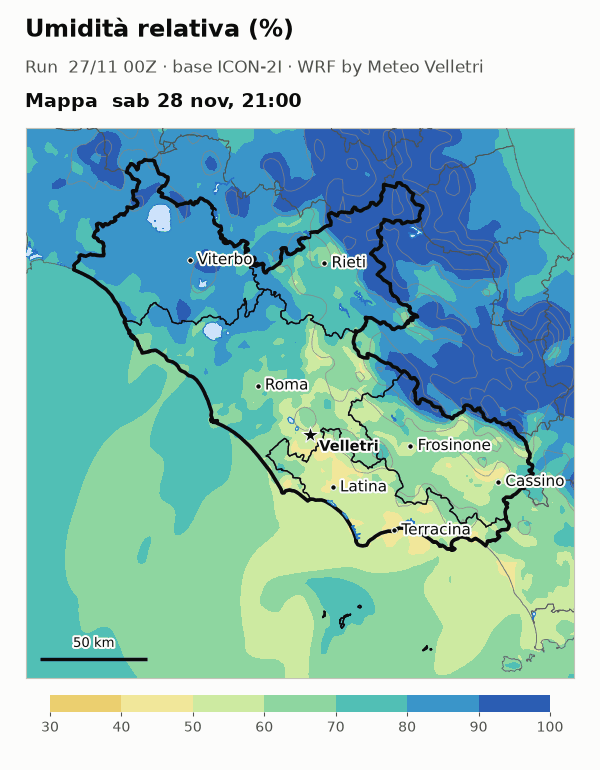 Umidità relativa (%)
Run  27/11 00Z · base ICON-2I · WRF by Meteo Velletri
Mappa  sab 28 nov, 21:00
Viterbo
Rieti
Roma
Velletri
Frosinone
Cassino
Latina
Terracina
50 km
30 40 50 60 70 80 90 100